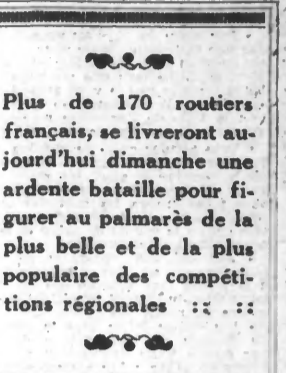 Plus de 170 routiers
français, se livreront au-
jourd'hui dimanche une
ardente bataille pour fi-
gurer au palmarès de la
plus belle et de la plus
populaire des compéti-
tions régionales :: ::